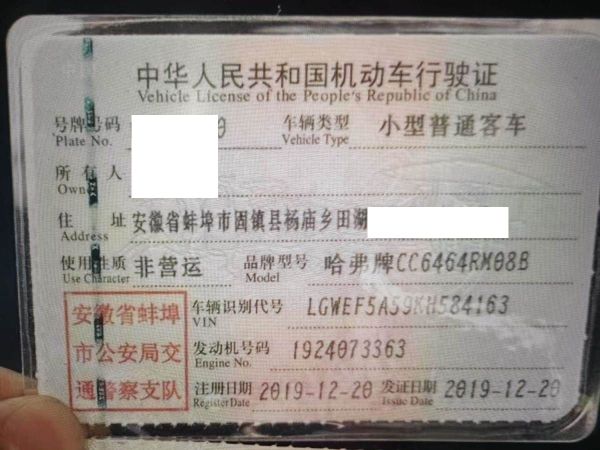 中华人民共和国机动车行驶证
Vehicle License of the People's Republic of China
号牌号码 0 车辆类型 小型普通客车
Plate No. Vehicle Type
所有人
Owner
住址 安徽省蚌埠市固镇县杨庙乡田湖
Address
使用性质 非营运 品牌型号 哈弗牌CC6464RM08B
Use Character Model
安徽省蚌埠 车辆识别代号 LGWEF5A59KH584163
VIN
市公安局交 发动机号码 1924073363
Engine No.
通警察支队 注册日期 2019-12-20 发证日期 2019-12-20
Register Date Issue Date